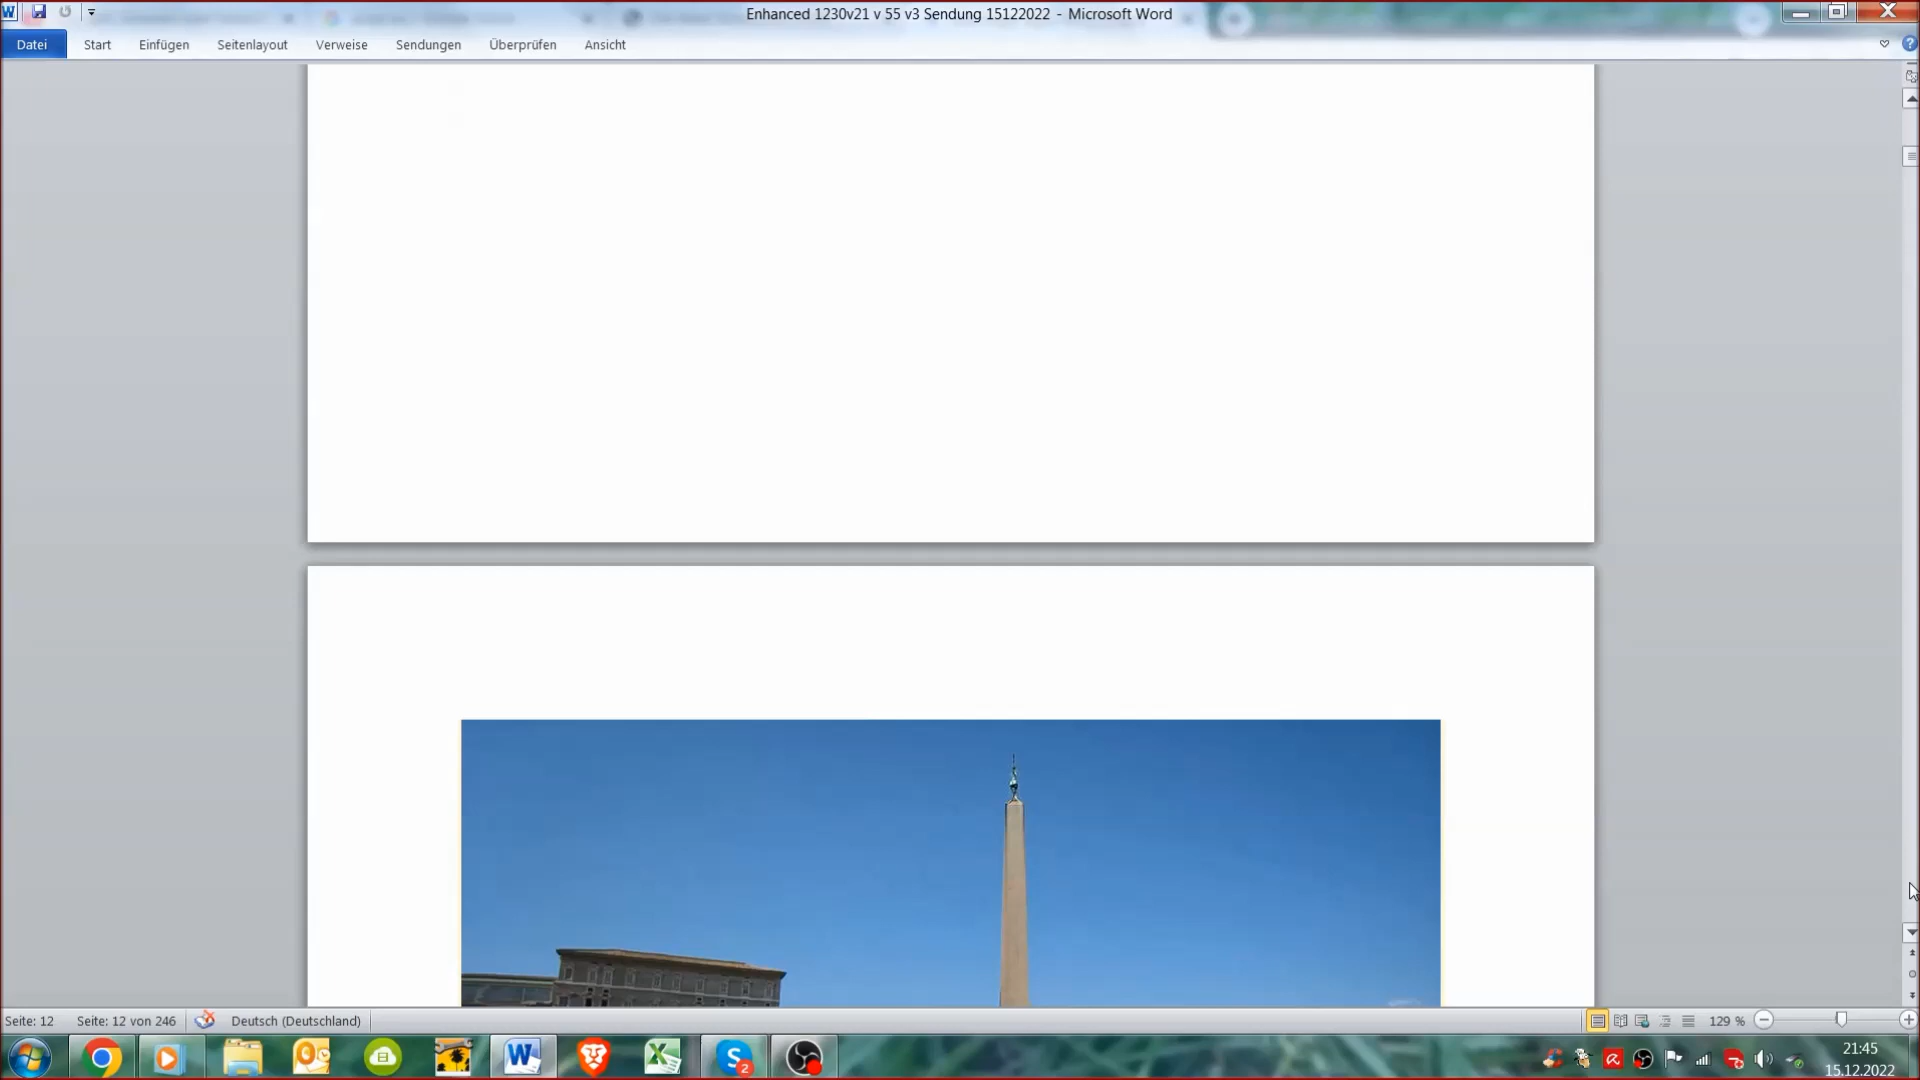 Enhanced 1230v21 v 55 v3 Sendung 15122022 - Microsoft Word
Datei Start Einfügen Seitenlayout Verweise Sendungen Überprüfen Ansicht
Seite: 12 Seite: 12 von 246 Deutsch (Deutschland) 129 %
2
21:45
15.12.2022